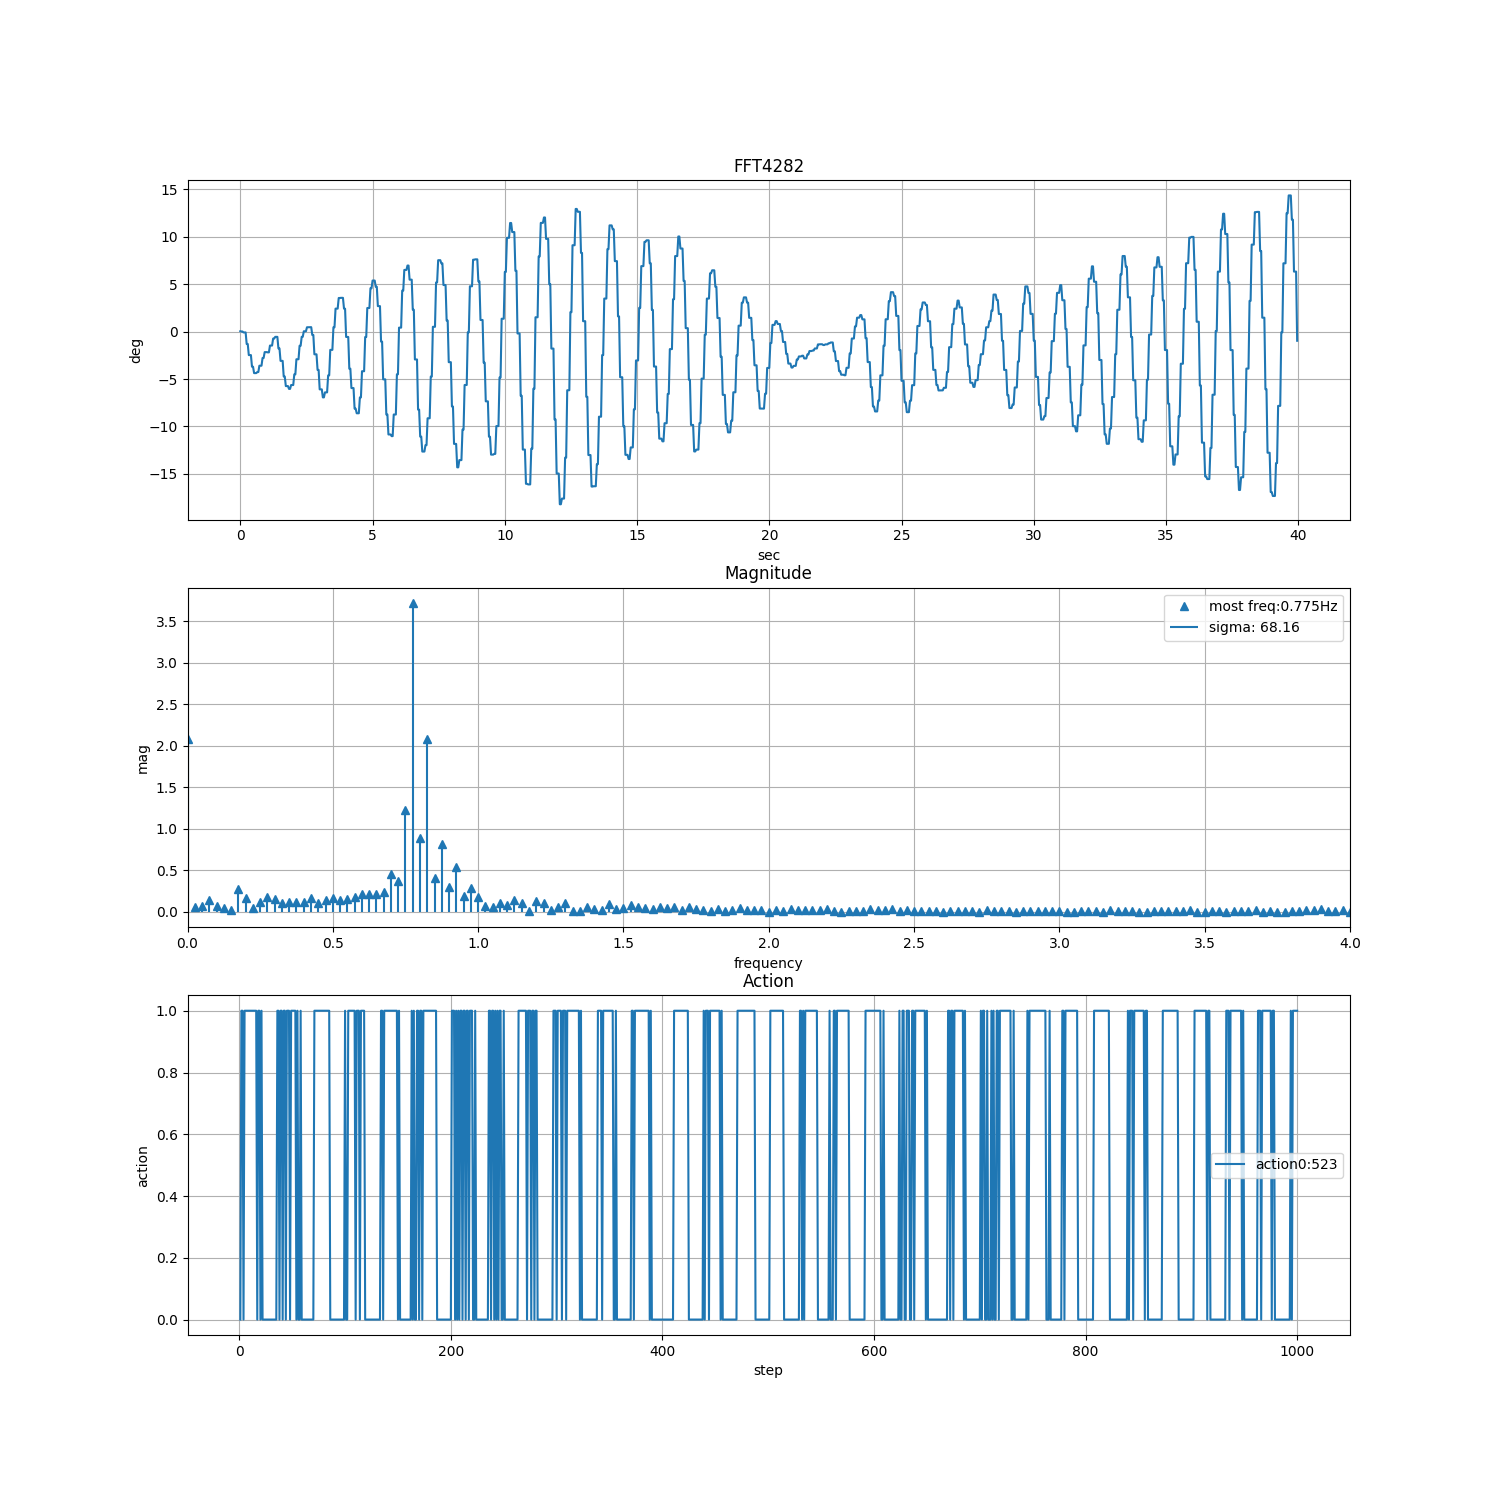 FFT4282
15
10
5
0
−5
−10
−15
deg
0 5 10 15 20 25 30 35 40
sec
Magnitude
3.5
3.0
2.5
2.0
1.5
1.0
0.5
0.0
mag
most freq:0.775Hz
sigma: 68.16
0.0 0.5 1.0 1.5 2.0 2.5 3.0 3.5 4.0
frequency
Action
1.0
0.8
0.6
0.4
0.2
0.0
action
action0:523
0 200 400 600 800 1000
step